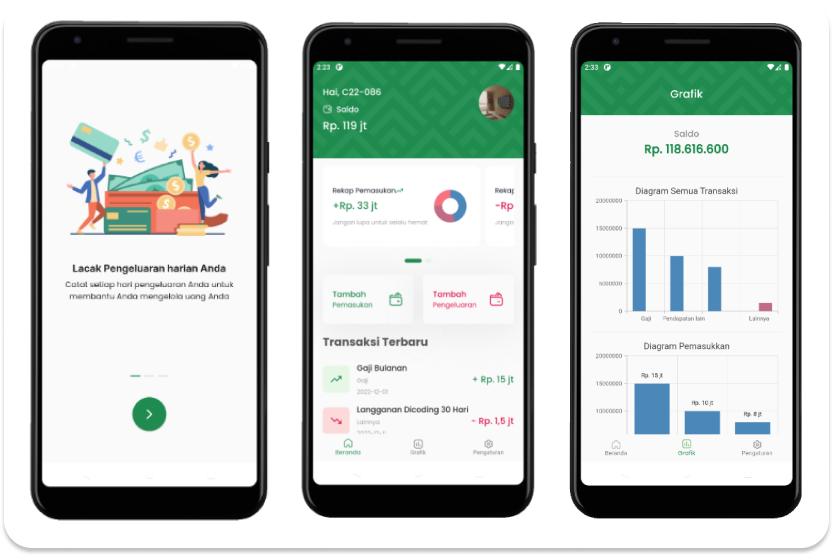 Lacak Pengeluaran harian Anda
Catat setiap hari pengeluaran Anda untuk
membantu Anda mengelola uang Anda
2:23
Hai, C22-086
Saldo
Rp. 119 jt
Rekap Pemasukan
+Rp. 33 jt
Jangan lupa untuk selalu hemat
Rekap
-Rp
Jango
Tambah
Pemasukan
Tambah
Pengeluaran
Transaksi Terbaru
Gaji Bulanan
Gaji
2022-12-01
+ Rp. 15 jt
Langganan Dicoding 30 Hari
Lainnya
- Rp. 1,5 jt
Beranda
Grafik
Pengaturan
2:33
Grafik
Saldo
Rp. 118.616.600
Diagram Semua Transaksi
20000000
15000000
10000000
5000000
0
Gaji
Pendapatan lain
Lainnya
Diagram Pemasukkan
20000000
15000000
10000000
Rp. 15 jt
Rp. 10 jt
Rp. 8 jt
Beranda
Grafik
Pengaturan